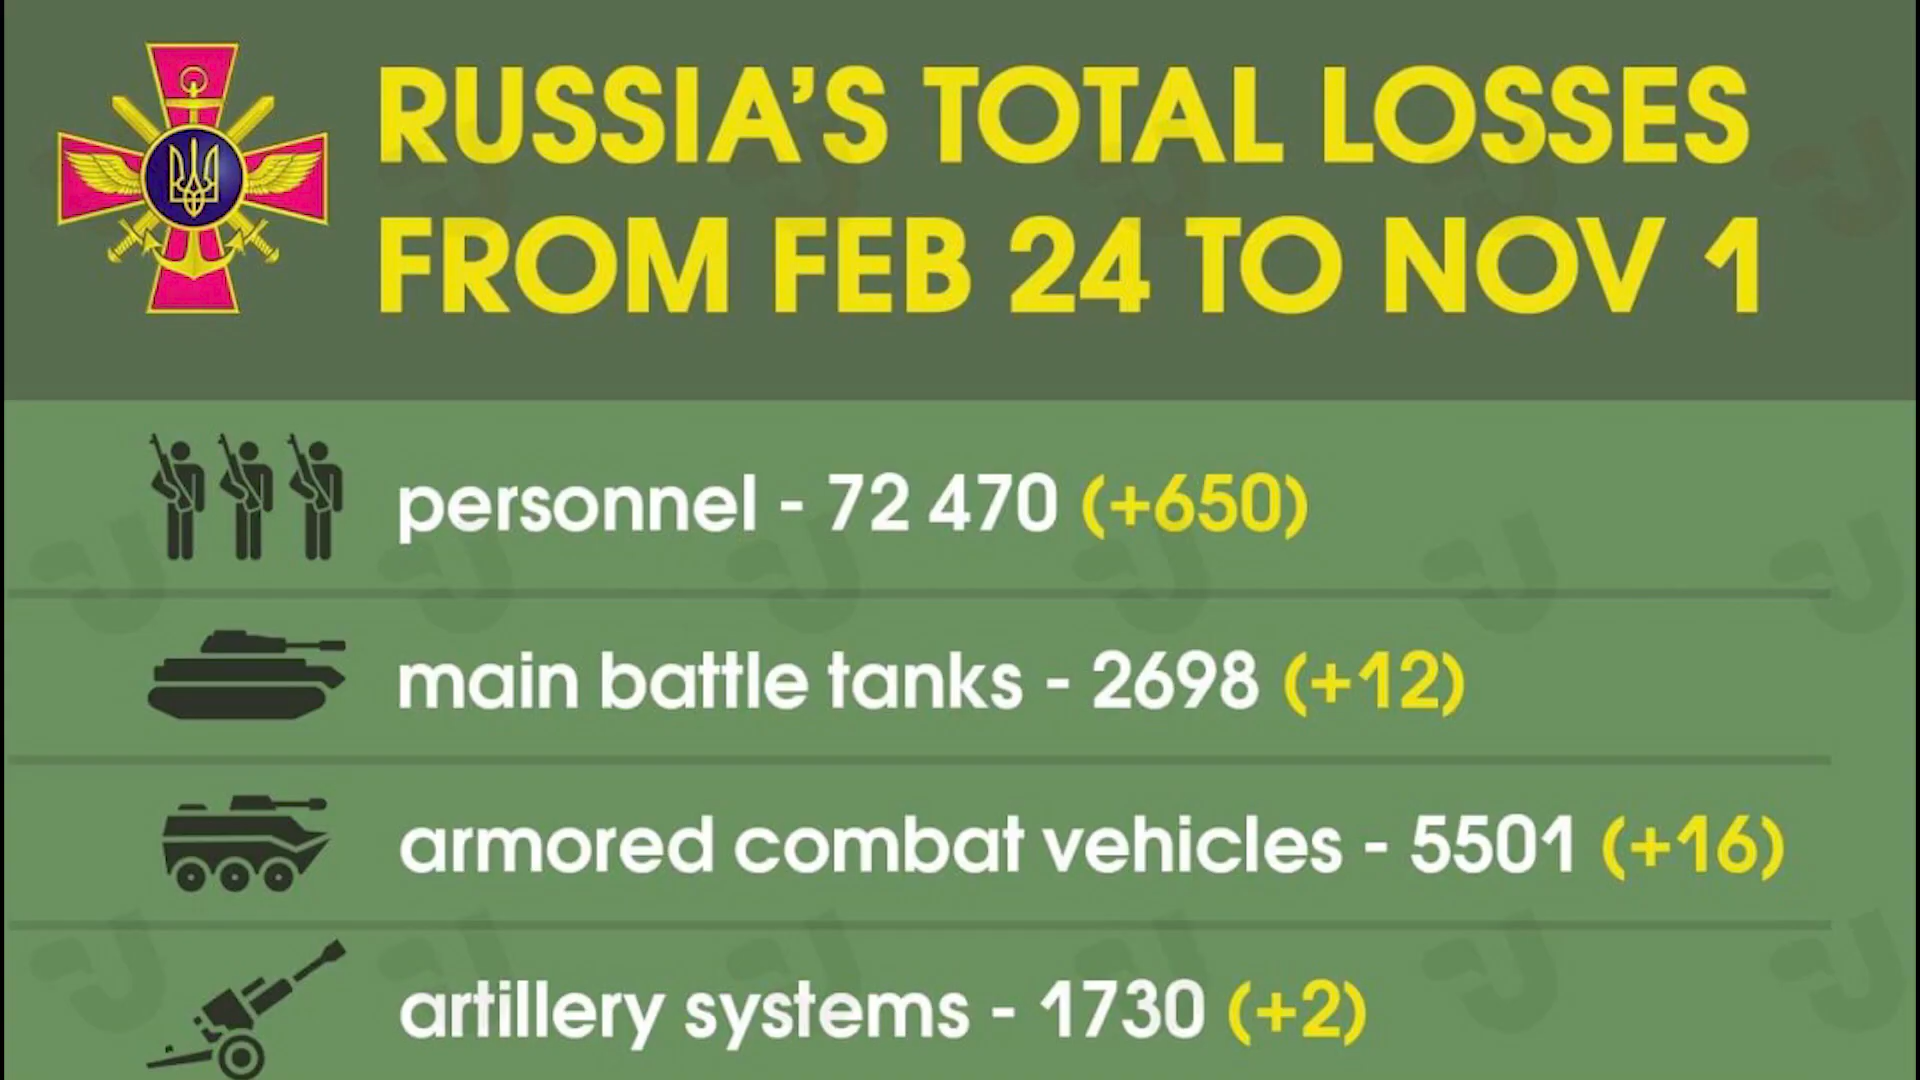 RUSSIA'S TOTAL LOSSES
FROM FEB 24 TO NOV 1
personnel - 72 470 (+650)
main battle tanks - 2698 (+12)
armored combat vehicles - 5501 (+16)
artillery systems - 1730 (+2)